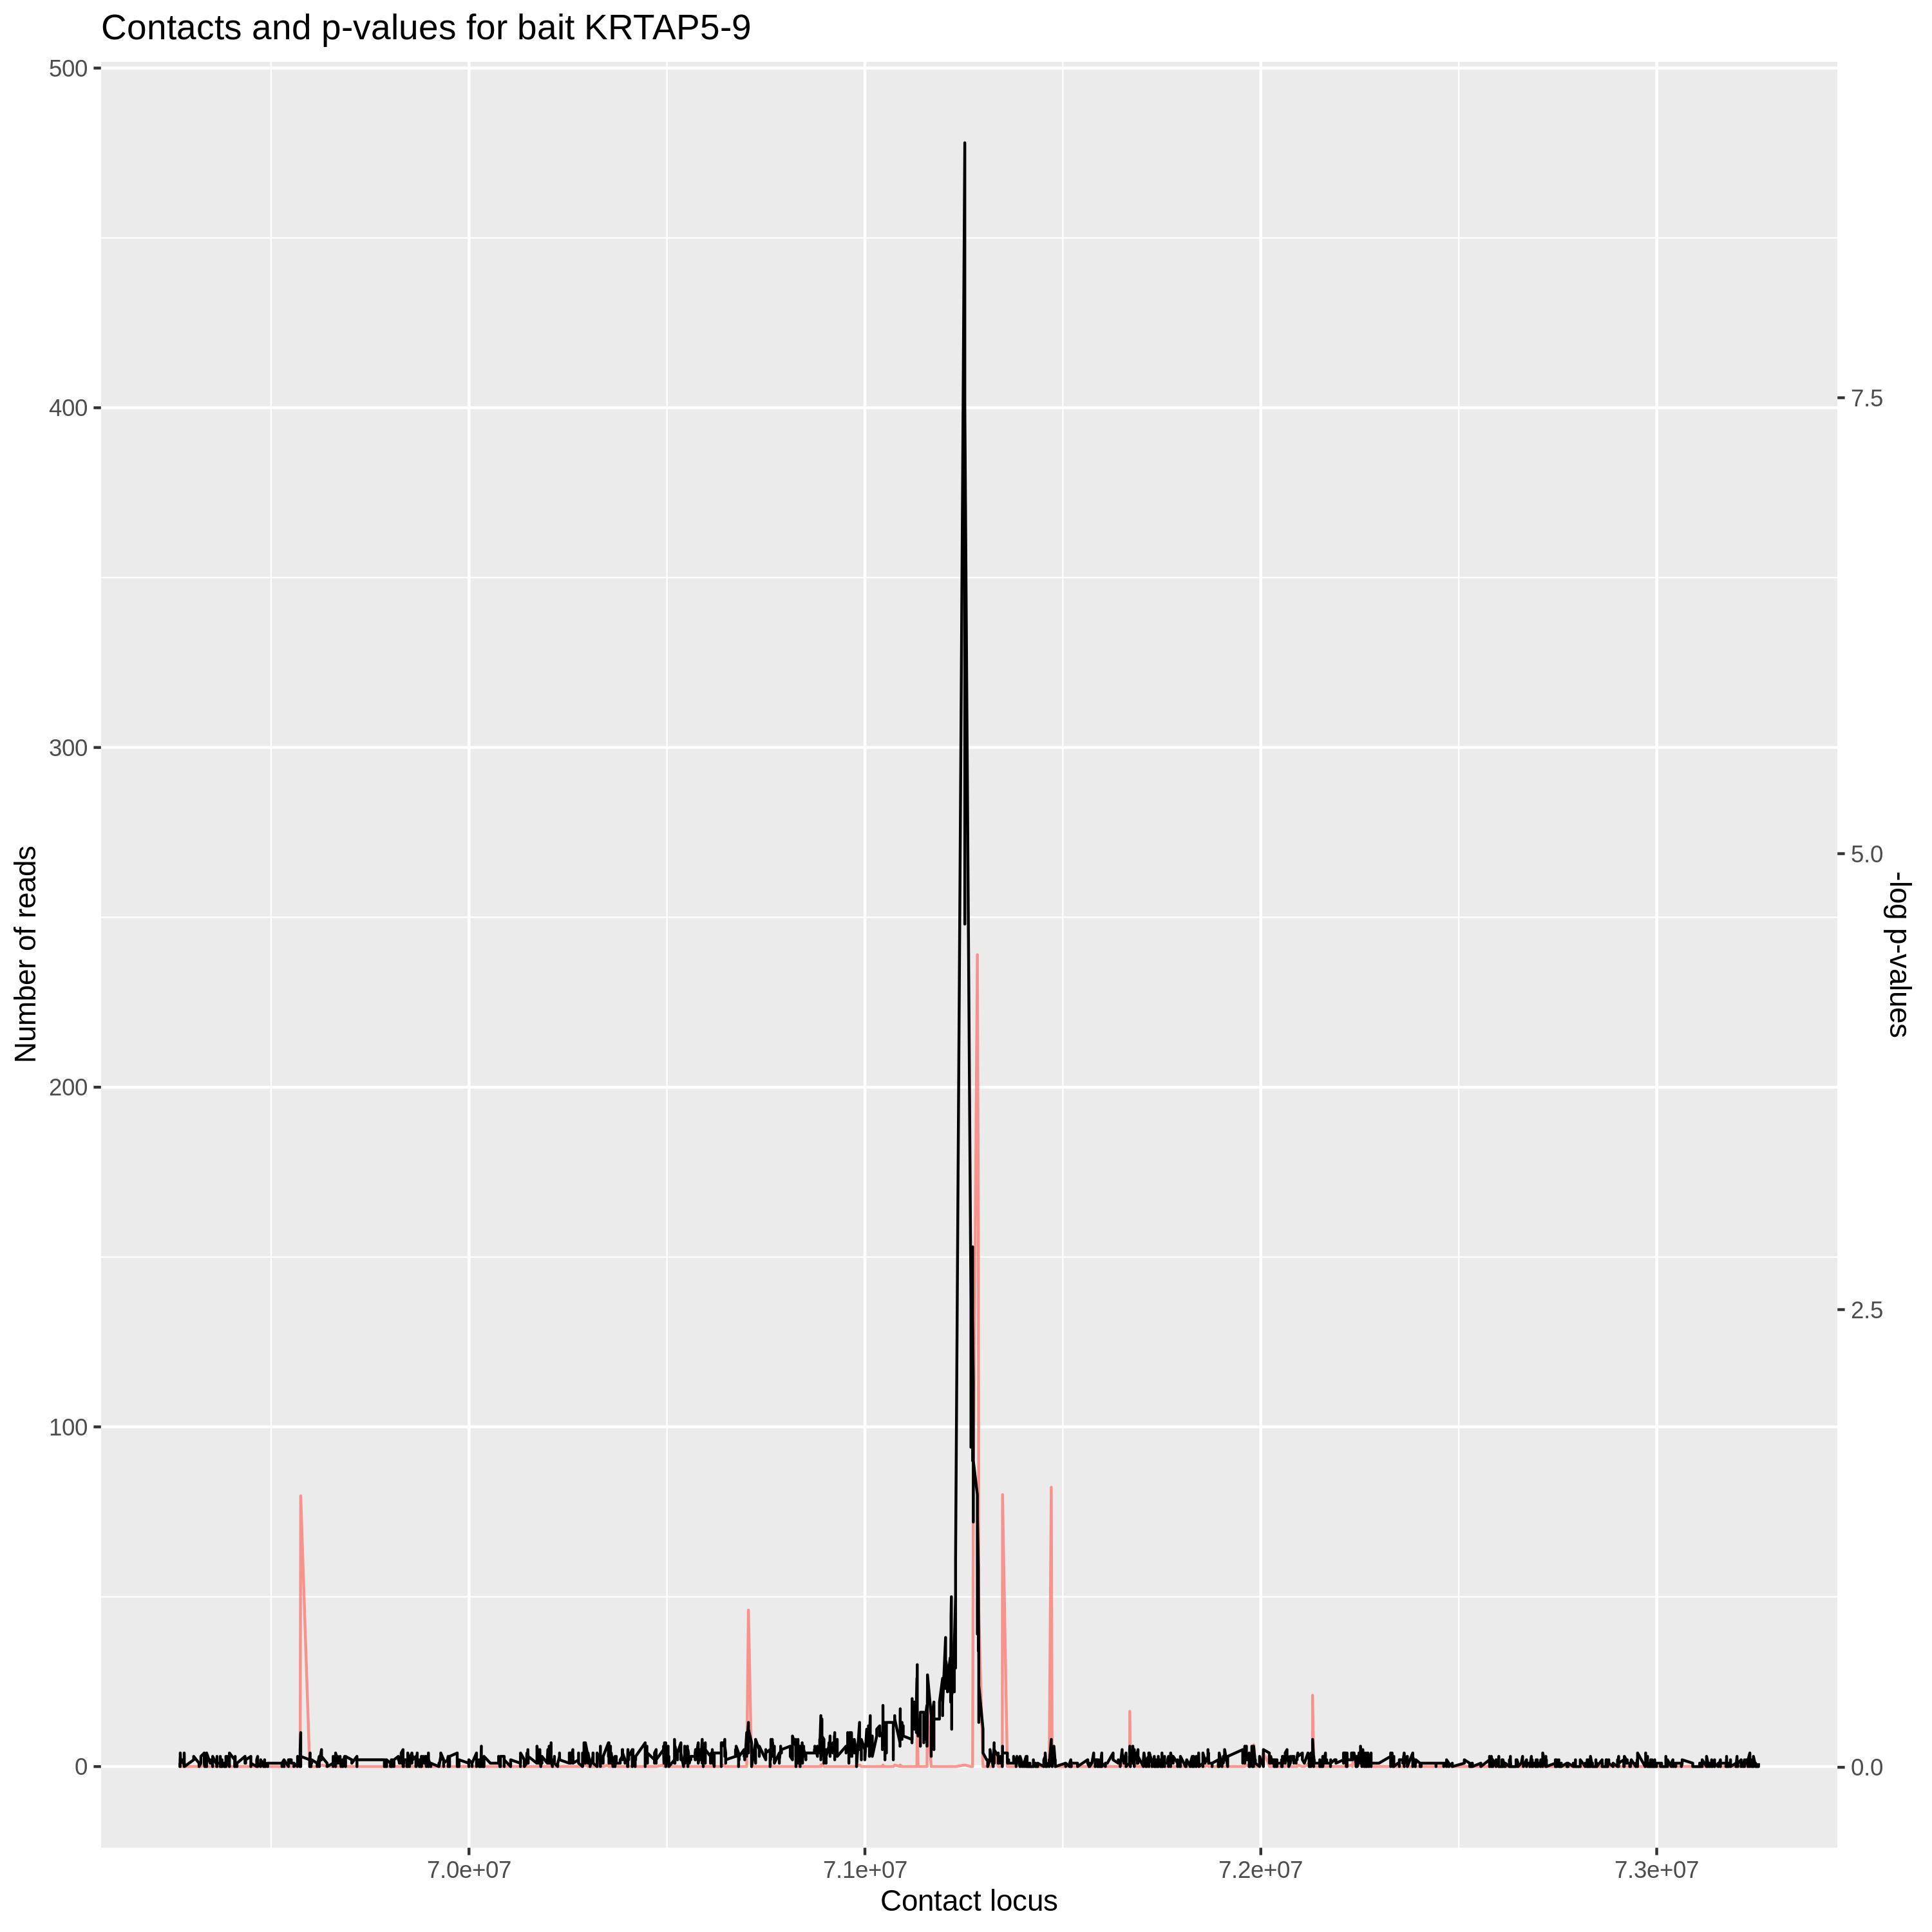 Contacts and p-values for bait KRTAP5-9
500
400
300
200
100
0
Number of reads
7.5
5.0
2.5
0.0
-log p-values
7.0e+07 7.1e+07 7.2e+07 7.3e+07
Contact locus